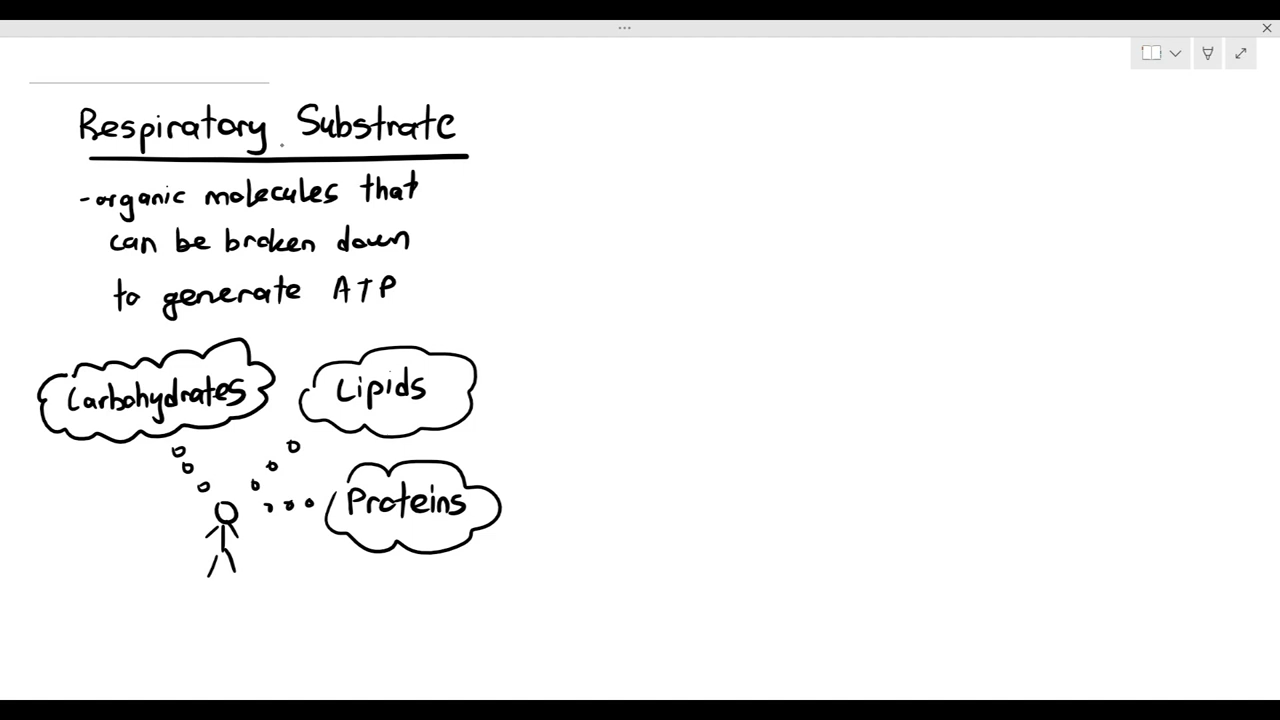 Respiratory Substrate
- organic molecules that
can be broken down
to generate ATP
Carbohydrates
Lipids
Proteins